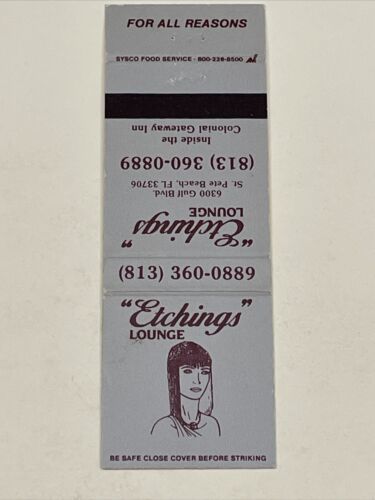 FOR ALL REASONS
SYSCO FOOD SERVICE · 800-226-8500
"Etchings"
LOUNGE
6300 Gulf Blvd.
St. Pete Beach, FL 33706
(813) 360-0889
Inside the
Colonial Gateway Inn
(813) 360-0889
"Etchings"
LOUNGE
BE SAFE CLOSE COVER BEFORE STRIKING